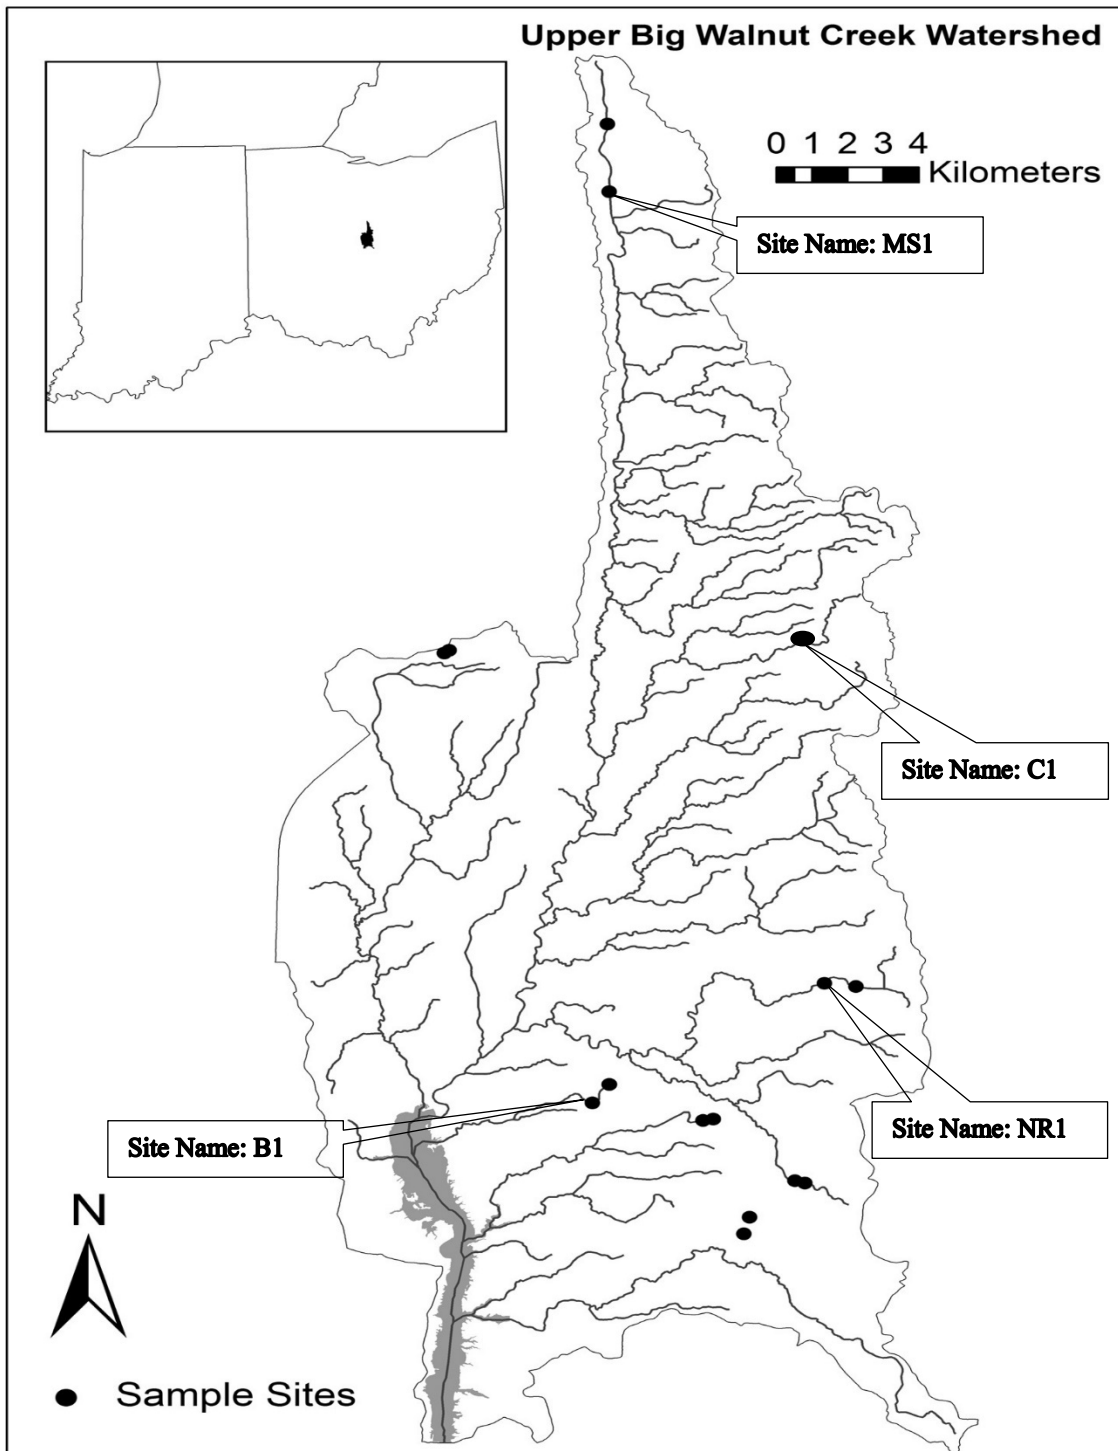 Upper Big Walnut Creek Watershed
0 1 2 3 4
Kilometers
Site Name: MS1
Site Name: C1
Site Name: NR1
Site Name: B1
N
Sample Sites